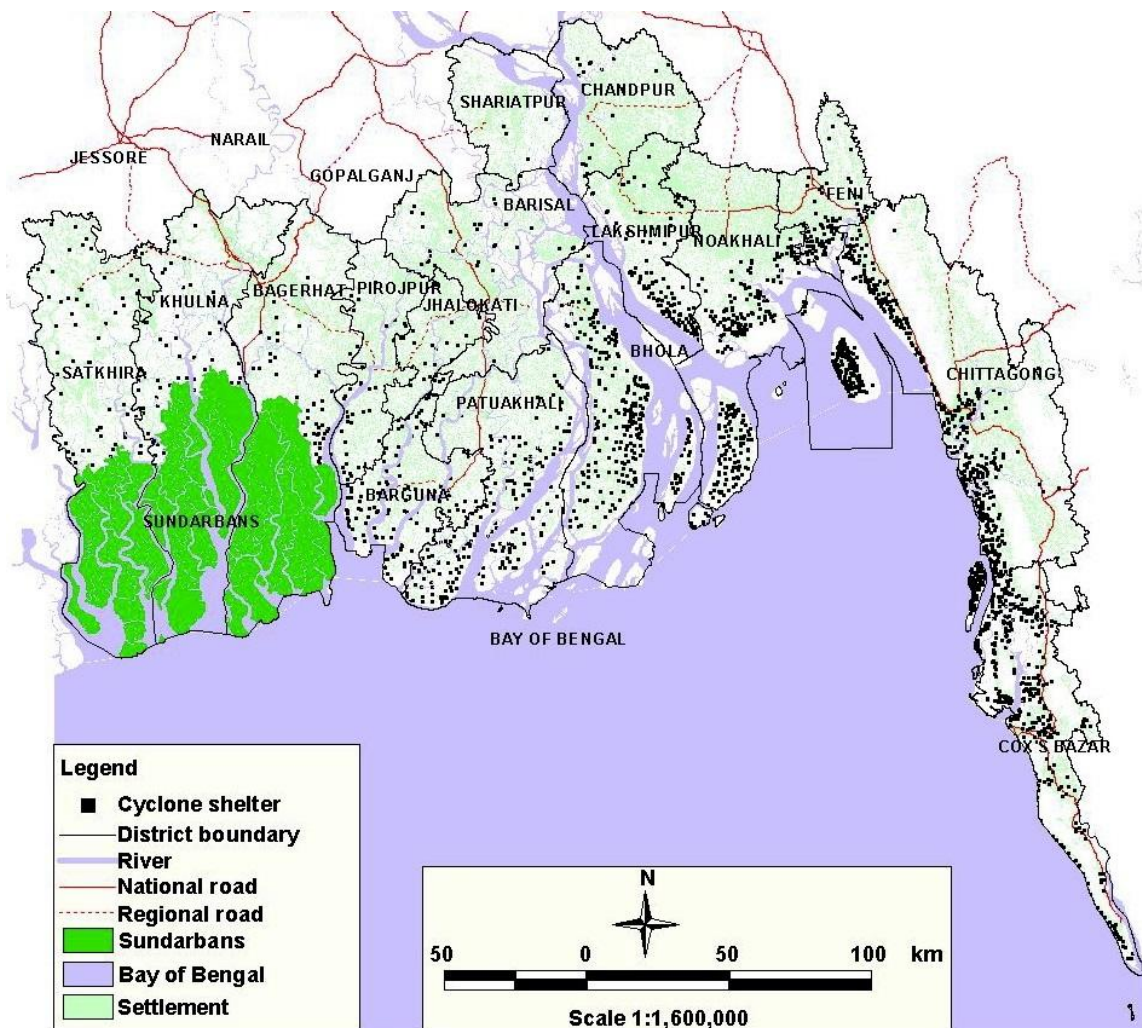 CHANDPUR
SHARIATPUR
NARAIL
JESSORE
GOPALGANJ
FENI
BARISAL
LAKSHMIPUR
NOAKHALI
PIROJPUR
BAGERHAT
KHULNA
JHALOKATI
BHOLA
SATKHIRA
CHITTAGONG
PATUAKHALI
BARGUNA
SUNDARBANS
BAY OF BENGAL
COX'S BAZAR
Legend
Cyclone shelter
District boundary
River
National road
Regional road
Sundarbans
Bay of Bengal
Settlement
N
50 0 50 100 km
Scale 1:1,600,000